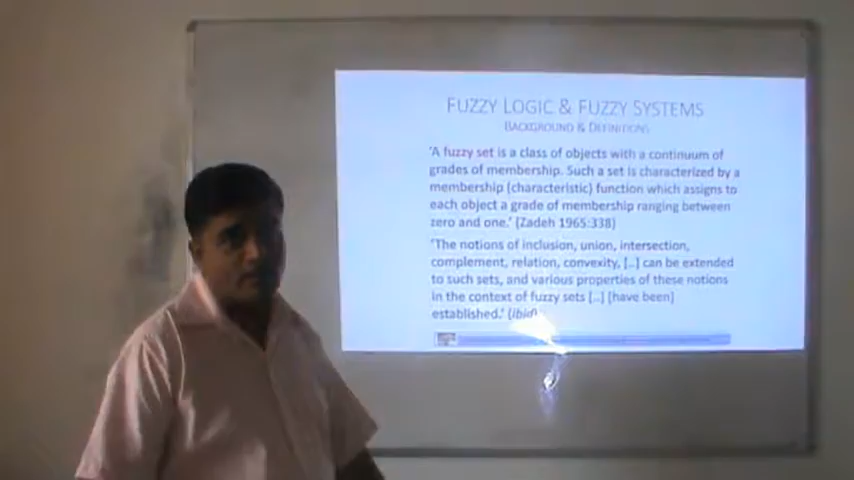 FUZZY LOGIC & FUZZY SYSTEMS
BACKGROUND & DEFINITIONS
'A fuzzy set is a class of objects with a continuum of
grades of membership. Such a set is characterized by a
membership (characteristic) function which assigns to
each object a grade of membership ranging between
zero and one.' (Zadeh 1965:338)
'The notions of inclusion, union, intersection,
complement, relation, convexity, [..] can be extended
to such sets, and various properties of these notions
in the context of fuzzy sets [..] [have been]
established.' (ibid)